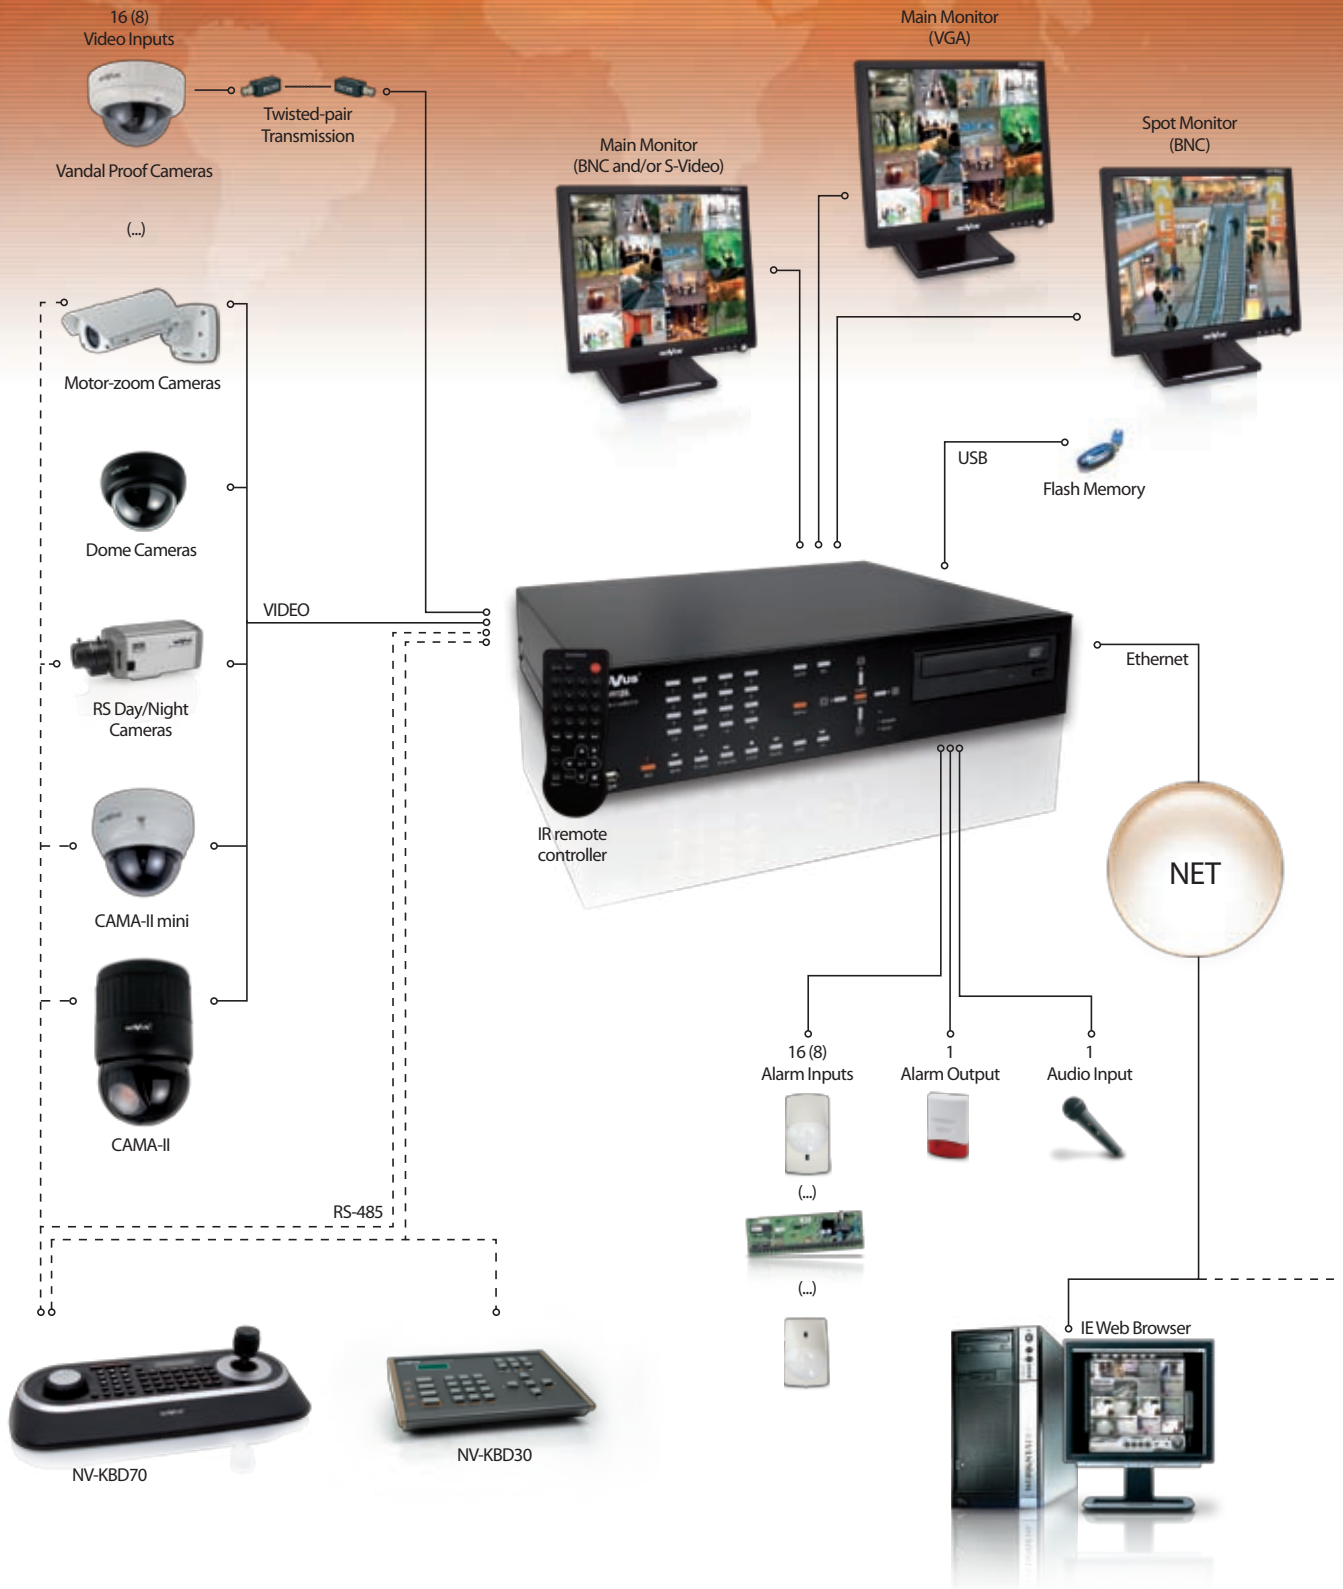 16 (8)
Video Inputs
Main Monitor
(VGA)
Twisted-pair
Transmission
Spot Monitor
(BNC)
Main Monitor
(BNC and/or S-Video)
Vandal Proof Cameras
(...)
Motor-zoom Cameras
USB
Flash Memory
Dome Cameras
VIDEO
Ethernet
RS Day/Night
Cameras
IR remote
controller
NET
CAMA-II mini
16 (8)
Alarm Inputs
1
Alarm Output
1
Audio Input
CAMA-II
(...)
RS-485
(...)
IE Web Browser
NV-KBD30
NV-KBD70